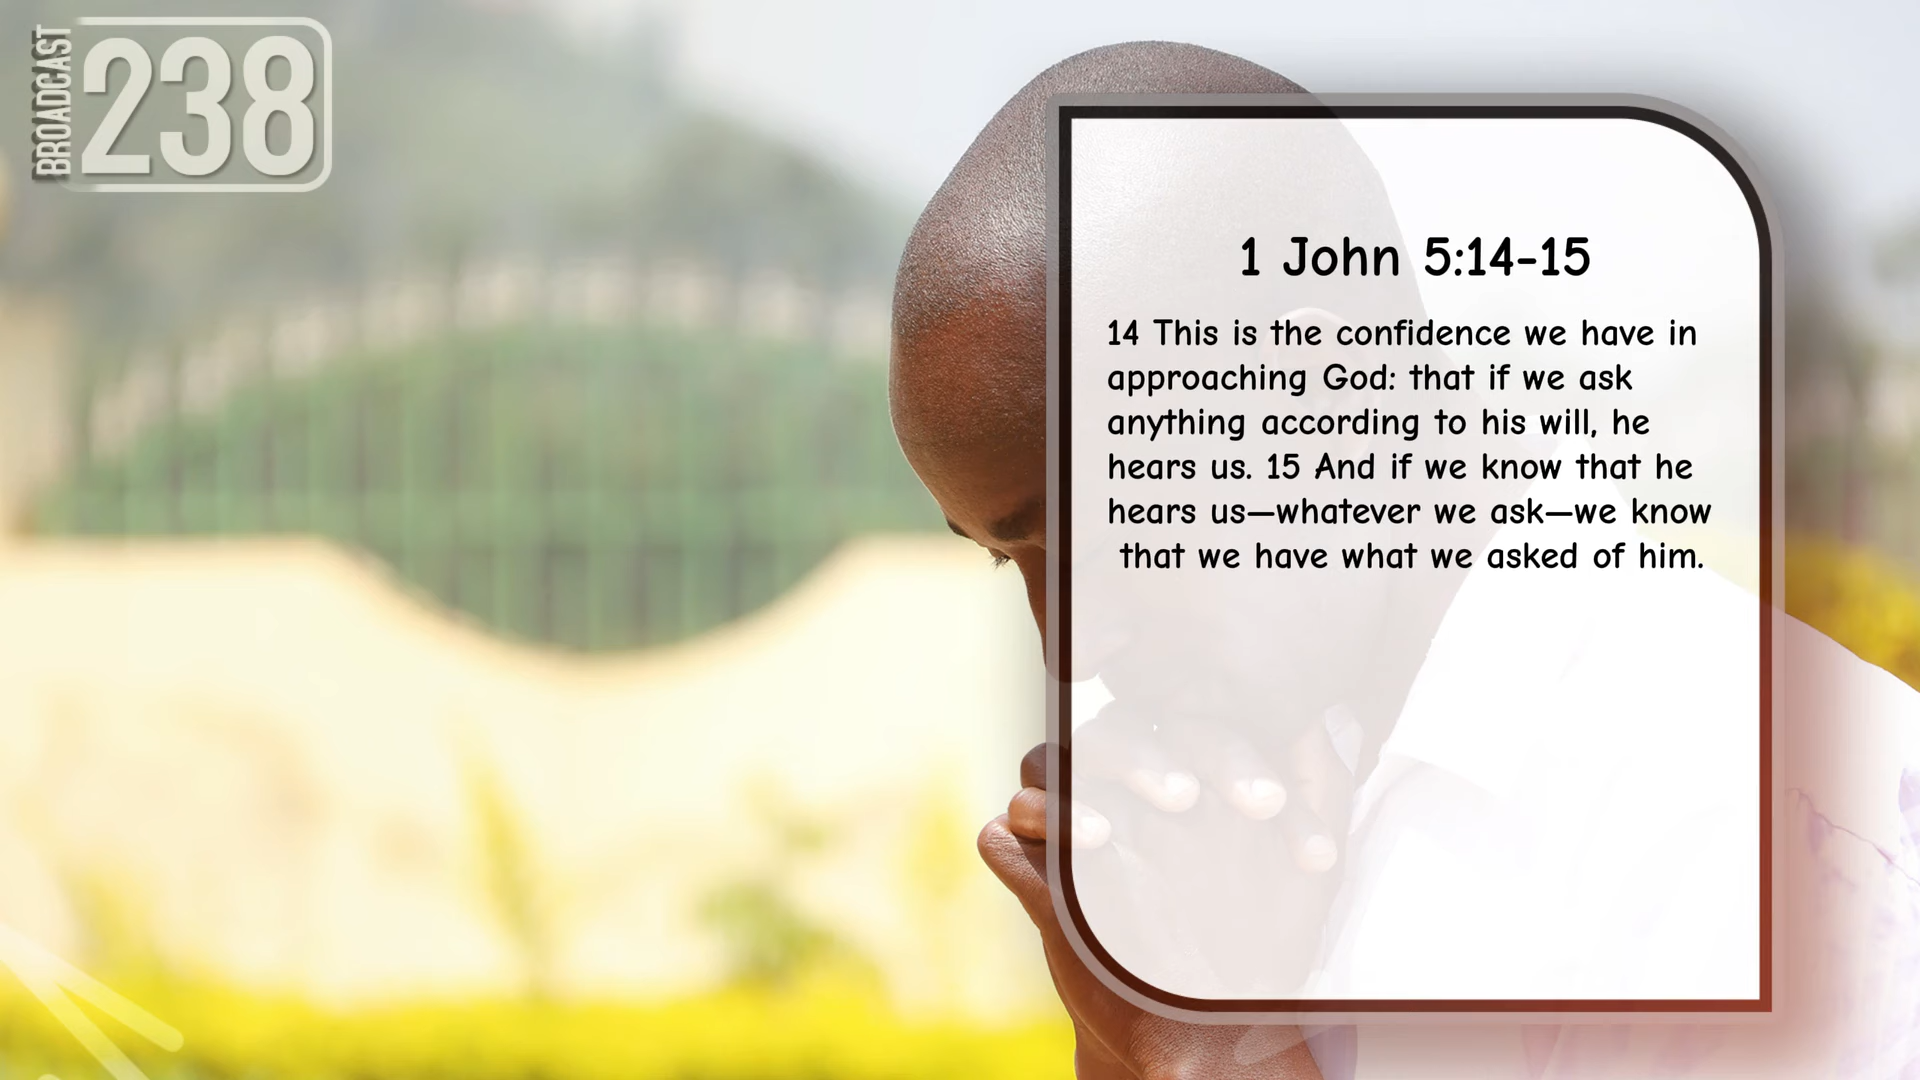 BROADCAST
238
1 John 5:14-15
14 This is the confidence we have in
approaching God: that if we ask
anything according to his will, he
hears us. 15 And if we know that he
hears us—whatever we ask—we know
that we have what we asked of him.